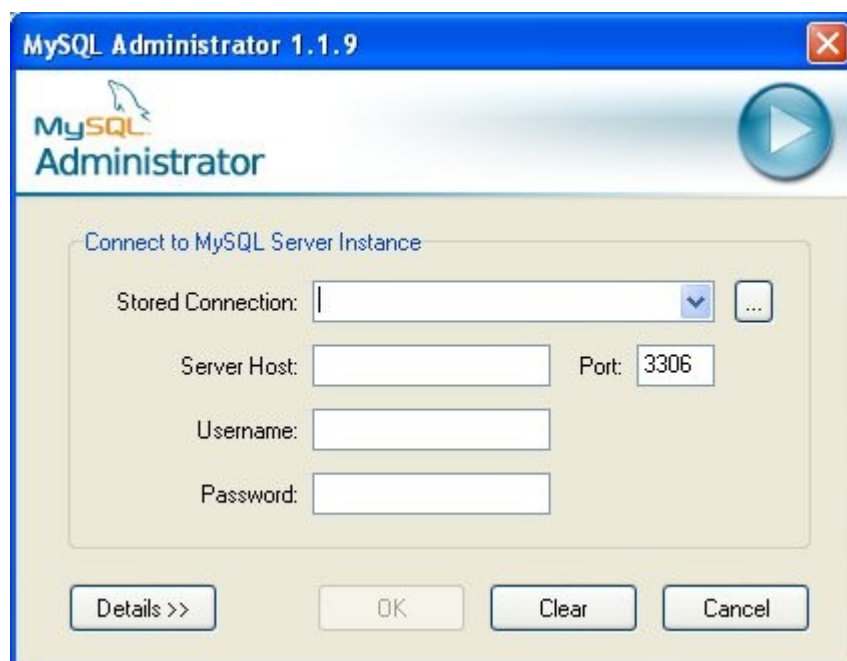 MySQL Administrator 1.1.9
MySQL
Administrator
Connect to MySQL Server Instance
Stored Connection:
...
Server Host:
Port: 3306
Username:
Password:
Details >> OK Clear Cancel